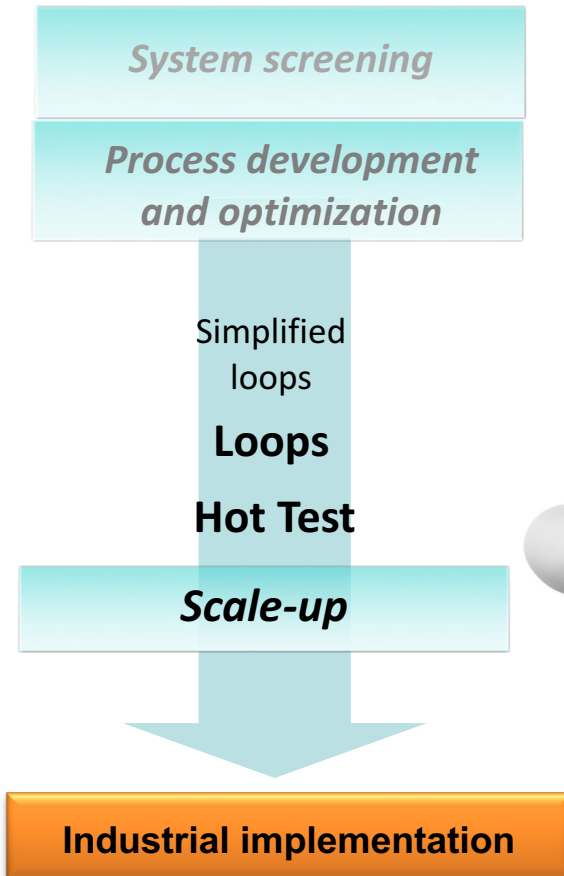 System screening
Process development
and optimization
Simplified
loops
Loops
Hot Test
Scale-up
Industrial implementation